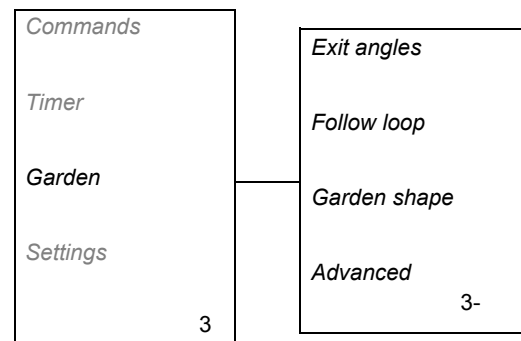 Commands
Timer
Garden
Settings
3
Exit angles
Follow loop
Garden shape
Advanced
3-